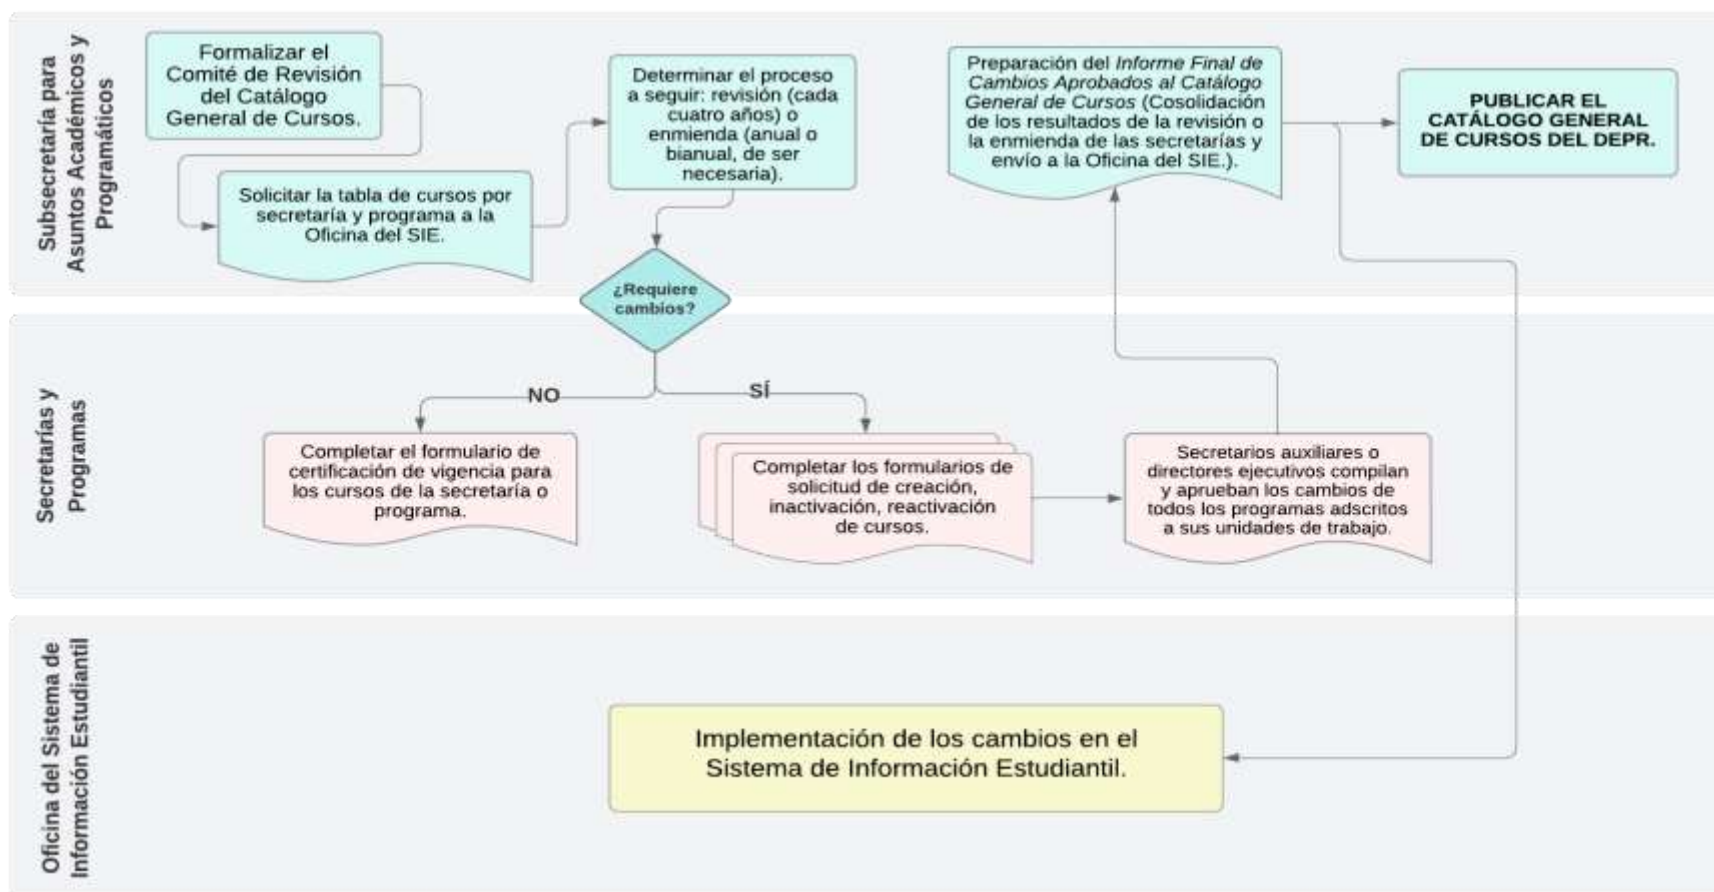 Subsecretaría para
Asuntos Académicos y
Programáticos
Formalizar el
Comité de Revisión
del Catálogo
General de Cursos.
Solicitar la tabla de cursos por
secretaría y programa a la
Oficina del SIE.
Determinar el proceso
a seguir: revisión (cada
cuatro años) o
enmienda (anual o
bianual, de ser
necesaria).
Preparación del Informe Final de
Cambios Aprobados al Catálogo
General de Cursos (Cosolidación
de los resultados de la revisión o
la enmienda de las secretarías y
envío a la Oficina del SIE.).
PUBLICAR EL
CATÁLOGO GENERAL
DE CURSOS DEL DEPR.
¿Requiere
cambios?
Secretarías y
Programas
NO
SÍ
Completar el formulario de
certificación de vigencia para
los cursos de la secretaría o
programa.
Completar los formularios de
solicitud de creación,
inactivación, reactivación
de cursos.
Secretarios auxiliares o
directores ejecutivos compilan
y aprueban los cambios de
todos los programas adscritos
a sus unidades de trabajo.
Oficina del Sistema de
Información Estudiantil
Implementación de los cambios en el
Sistema de Información Estudiantil.